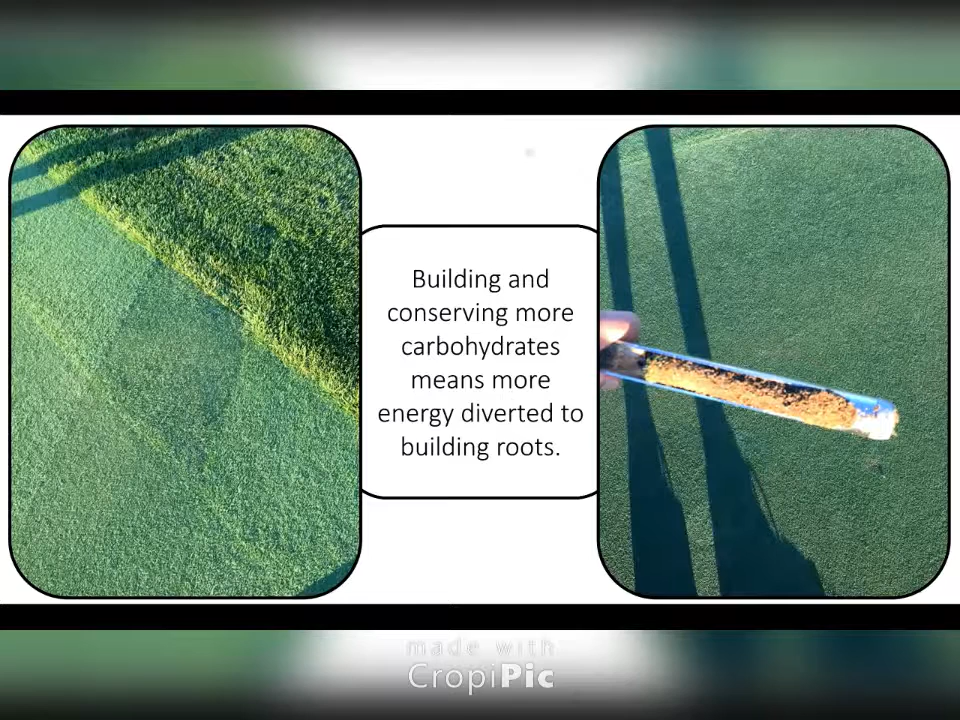 Building and
conserving more
carbohydrates
means more
energy diverted to
building roots.
made with
CropiPic